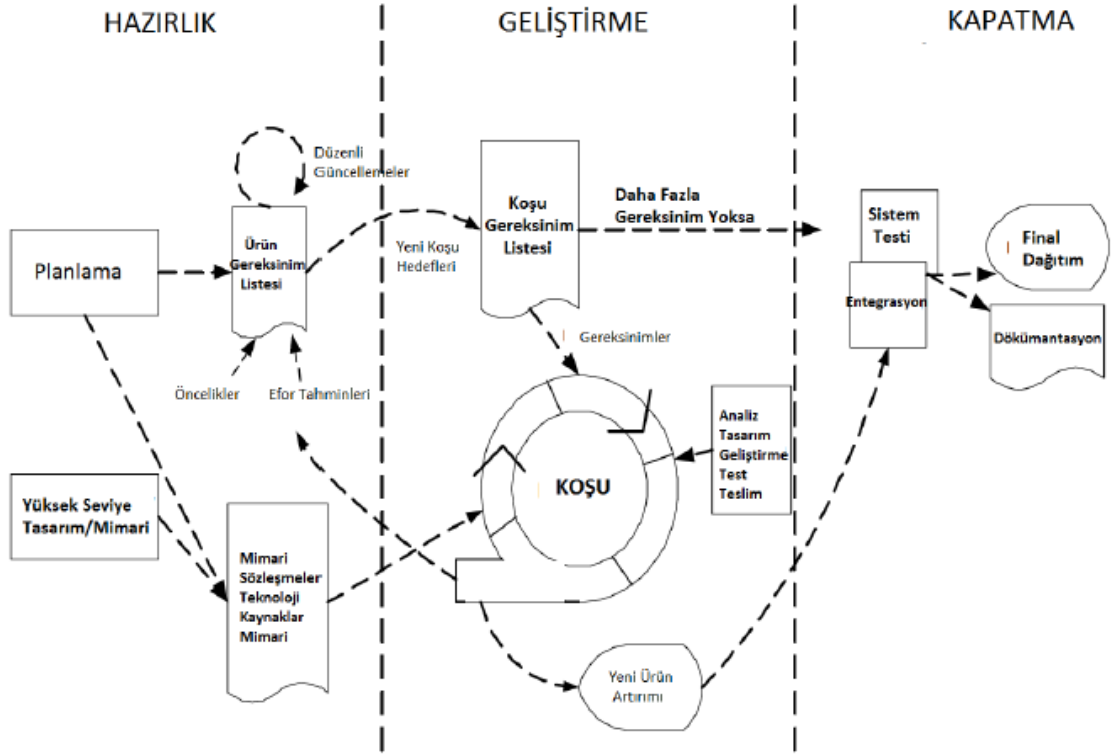 HAZIRLIK
GELİŞTİRME
KAPATMA
Düzenli
Güncellemeler
Planlama
Ürün
Gereksinim
Listesi
Yeni Koşu
Hedefleri
Koşu
Gereksinim
Listesi
Daha Fazla
Gereksinim Yoksa
Sistem
Testi
Final
Dağıtım
Entegrasyon
Dökümantasyon
Öncelikler
Efor Tahminleri
Gereksinimler
Analiz
Tasarım
Geliştirme
Test
Teslim
KOŞU
Yüksek Seviye
Tasarım/Mimari
Mimari
Sözleşmeler
Teknoloji
Kaynaklar
Mimari
Yeni Ürün
Artırımı